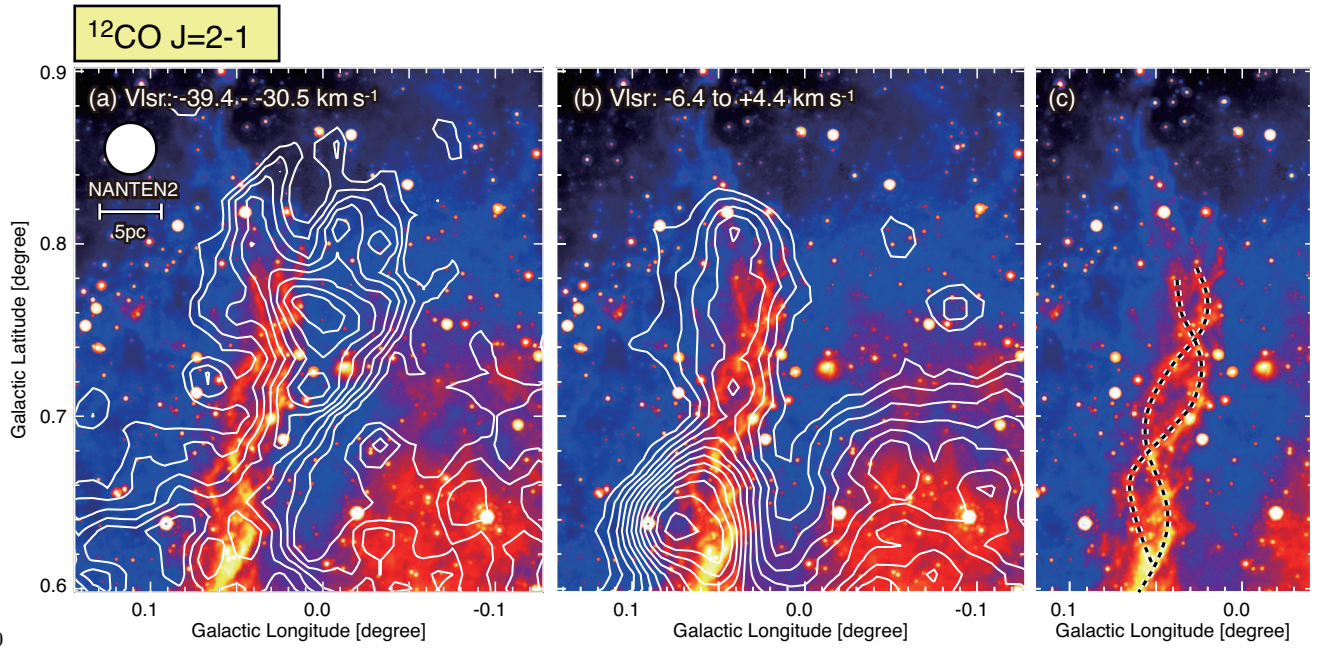 ¹²CO J=2-1
(a) Vlsr: -39.4 - -30.5 km s⁻¹
(b) Vlsr: -6.4 to +4.4 km s⁻¹
(c)
NANTEN2
5pc
Galactic Latitude [degree]
0.9
0.8
0.7
0.6
0.1 0.0 -0.1
0.1 0.0 -0.1
0.1 0.0
Galactic Longitude [degree]
Galactic Longitude [degree]
Galactic Longitude [degree]
0